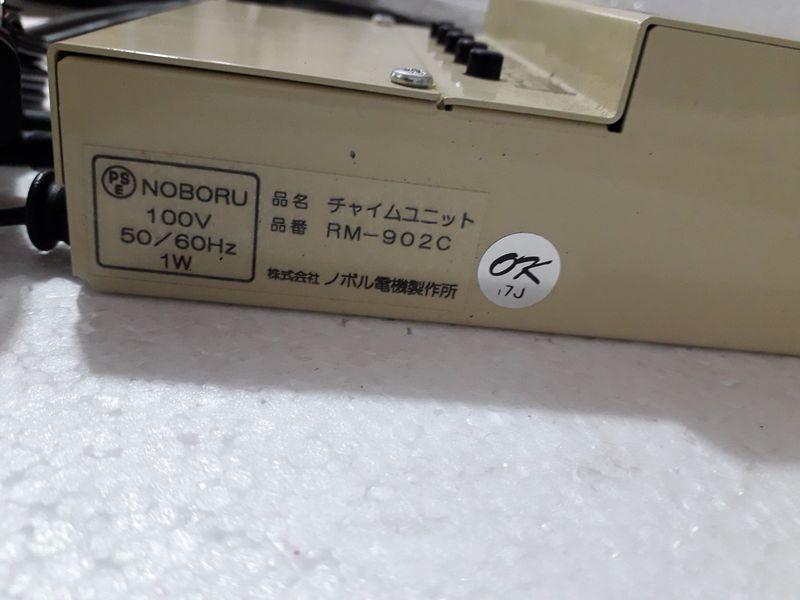 PSE NOBORU
100V
50/60Hz
1W
品名 チャイムユニット
品番 RM-902C
株式会社 ノボル電機製作所
OK
17J